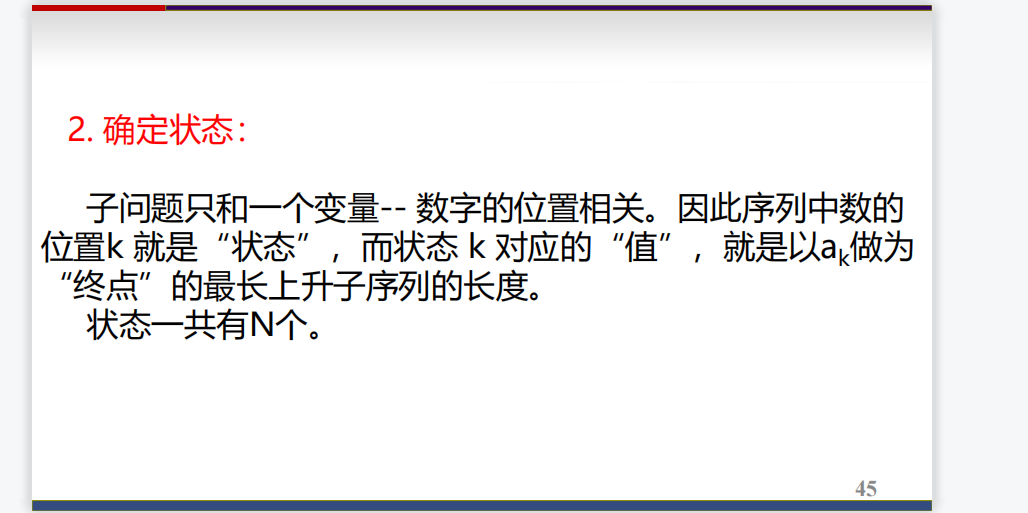 2. 确定状态：
子问题只和一个变量-- 数字的位置相关。因此序列中数的
位置k 就是“状态”，而状态 k 对应的“值”，就是以ak做为
“终点”的最长上升子序列的长度。
状态一共有N个。
45